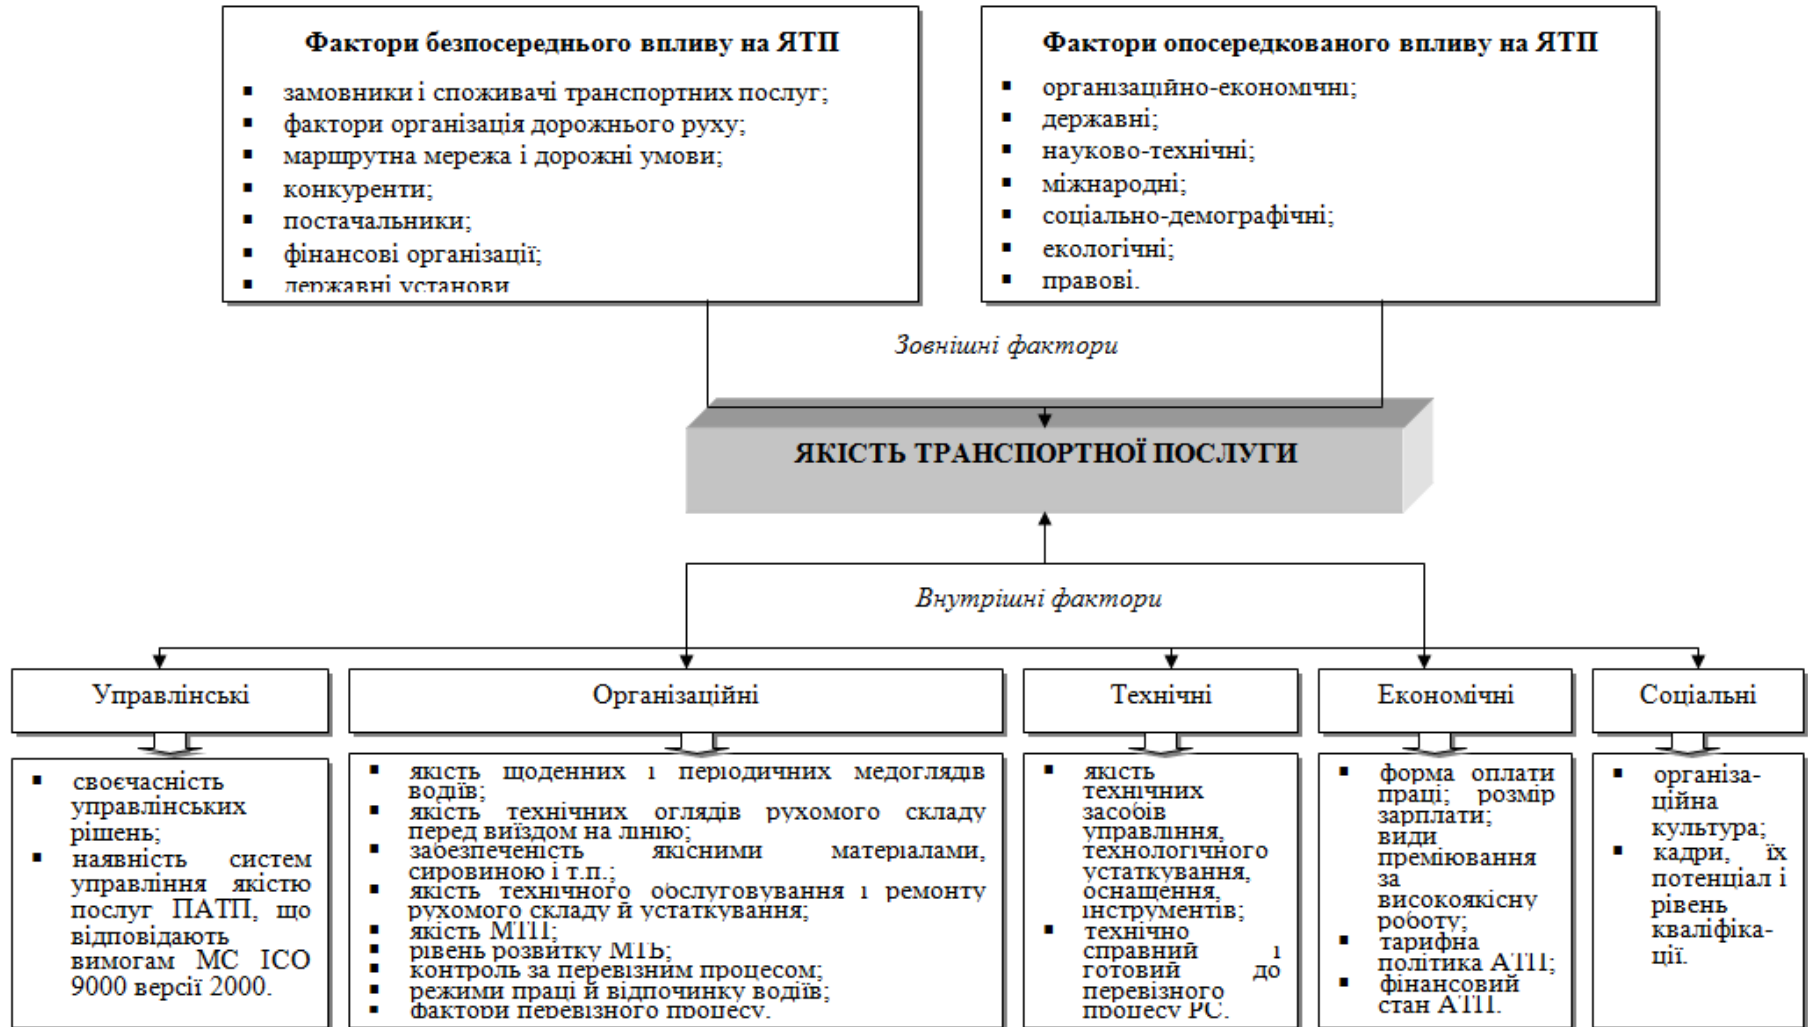 Фактори безпосереднього впливу на ЯТП
▪ замовники і споживачі транспортних послуг;
▪ фактори організація дорожнього руху;
▪ маршрутна мережа і дорожні умови;
▪ конкуренти;
▪ постачальники;
▪ фінансові організації;
▪ державні установи
Фактори опосередкованого впливу на ЯТП
▪ організаційно-економічні;
▪ державні;
▪ науково-технічні;
▪ міжнародні;
▪ соціально-демографічні;
▪ екологічні;
▪ правові.
Зовнішні фактори
ЯКІСТЬ ТРАНСПОРТНОЇ ПОСЛУГИ
Внутрішні фактори
Управлінські
▪ своєчасність
управлінських
рішень;
▪ наявність систем
управління якістю
послуг ПАТП, що
відповідають
вимогам МС ІСО
9000 версії 2000.
Організаційні
▪ якість щоденних і періодичних медоглядів
водіїв;
▪ якість технічних оглядів рухомого складу
перед виїздом на лінію;
▪ забезпеченість якісними матеріалами,
сировиною і т.п.;
▪ якість технічного обслуговування і ремонту
рухомого складу й устаткування;
▪ якість МТП;
▪ рівень розвитку МТБ;
▪ контроль за перевізним процесом;
▪ режими праці й відпочинку водіїв;
▪ фактори перевізного процесу.
Технічні
▪ якість
технічних
засобів
управління,
технологічного
устаткування,
оснащення,
інструментів;
▪ технічно
справний і
готовий до
перевізного
процесу РС.
Економічні
▪ форма оплати
праці; розмір
зарплати;
види
преміювання
за
високоякісну
роботу;
▪ тарифна
політика АТП;
▪ фінансовий
стан АТП.
Соціальні
▪ організа-
ційна
культура;
▪ кадри, їх
потенціал і
рівень
кваліфіка-
ції.